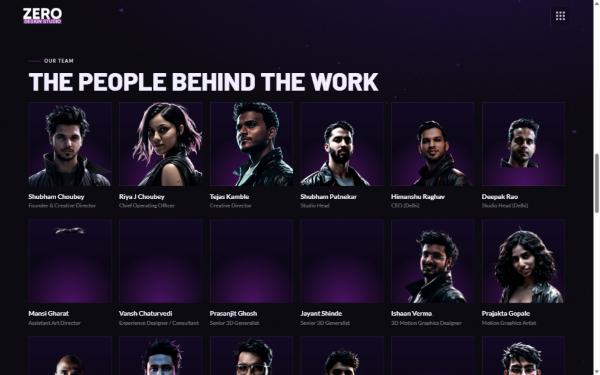 ZERO
DESIGN STUDIO
OUR TEAM
THE PEOPLE BEHIND THE WORK
Shubham Choubey
Founder & Creative Director
Riya J Choubey
Chief Operating Officer
Tejas Kamble
Creative Director
Shubham Patnekar
Studio Head
Himanshu Raghav
CEO (Delhi)
Deepak Rao
Studio Head (Delhi)
Mansi Gharat
Assistant Art Director
Vansh Chaturvedi
Experience Designer / Consultant
Prasanjit Ghosh
Senior 3D Generalist
Jayant Shinde
Senior 3D Generalist
Ishaan Verma
3D Motion Graphics Designer
Prajakta Gopale
Motion Graphics Artist